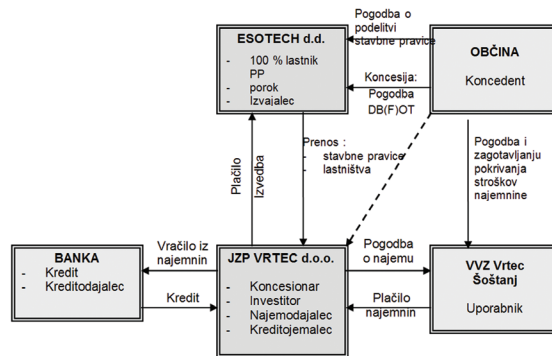 Pogodba o
podelitvi
stavbne pravice
ESOTECH d.d.
- 100 % lastnik
PP
- porok
- Izvajalec
OBČINA
Koncedent
Koncesija:
Pogodba
DB(F)OT
Plačilo
Izvedba
Prenos :
- stavbne pravice
- lastništva
Pogodba i
zagotavljanju
pokrivanja
stroškov
najemnine
BANKA
- Kredit
- Kreditodajalec
Vračilo iz
najemnin
Kredit
JZP VRTEC d.o.o.
- Koncesionar
- Investitor
- Najemodajalec
- Kreditojemalec
Pogodba
o najemu
Plačilo
najemnin
VVZ Vrtec
Šoštanj
Uporabnik